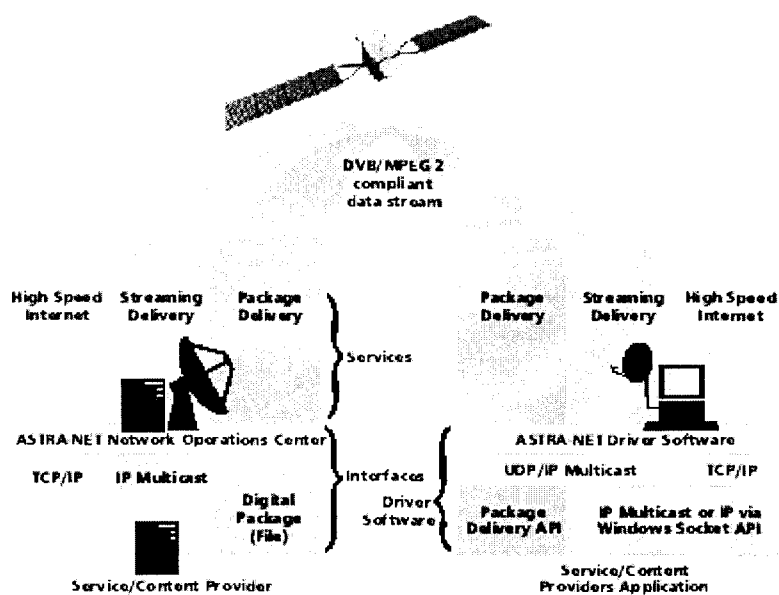 DVB/MPEG 2
compliant
data stream
High Speed
Internet
Streaming
Delivery
Package
Delivery
Services
Package
Delivery
Streaming
Delivery
High Speed
Internet
ASTRA-NET Network Operations Center
ASTRA-NET Driver Software
TCP/IP
IP Multicast
Interfaces
Driver
Software
UDP/IP Multicast
TCP/IP
Digital
Package
(File)
Package
Delivery API
IP Multicast or IP via
Windows Socket API
Service/Content Provider
Service/Content
Providers Application